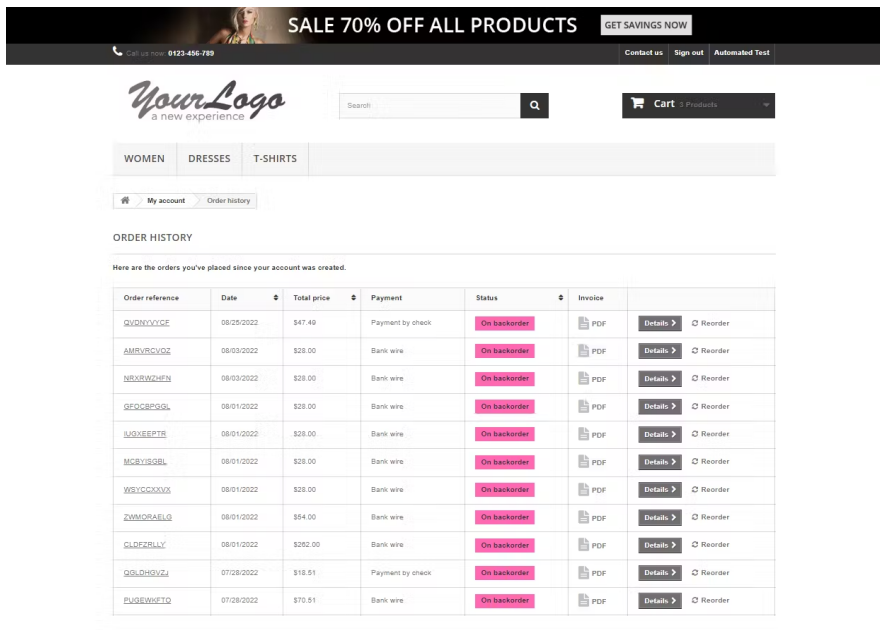 SALE 70% OFF ALL PRODUCTS GET SAVINGS NOW
Call us now: 0123-456-789 Contact us Sign out Automated Test
YourLogo
a new experience
Search
Cart 3 Products
WOMEN DRESSES T-SHIRTS
My account Order history
ORDER HISTORY
Here are the orders you've placed since your account was created.
Order reference Date Total price Payment Status Invoice
QVDNYVYCF 08/25/2022 $47.49 Payment by check On backorder PDF Details Reorder
AMRVRCVOZ 08/03/2022 $28.00 Bank wire On backorder PDF Details Reorder
NRXRWZHFN 08/03/2022 $28.00 Bank wire On backorder PDF Details Reorder
GFOCBPGGL 08/01/2022 $28.00 Bank wire On backorder PDF Details Reorder
IUGXEEPTR 08/01/2022 $28.00 Bank wire On backorder PDF Details Reorder
MCBYISGBL 08/01/2022 $28.00 Bank wire On backorder PDF Details Reorder
WSYCCXXVX 08/01/2022 $28.00 Bank wire On backorder PDF Details Reorder
ZWMORAELG 08/01/2022 $54.00 Bank wire On backorder PDF Details Reorder
CLDFZRLLY 08/01/2022 $262.00 Bank wire On backorder PDF Details Reorder
QGLDHGVZJ 07/28/2022 $18.51 Payment by check On backorder PDF Details Reorder
PUGEWKFTO 07/28/2022 $70.51 Bank wire On backorder PDF Details Reorder